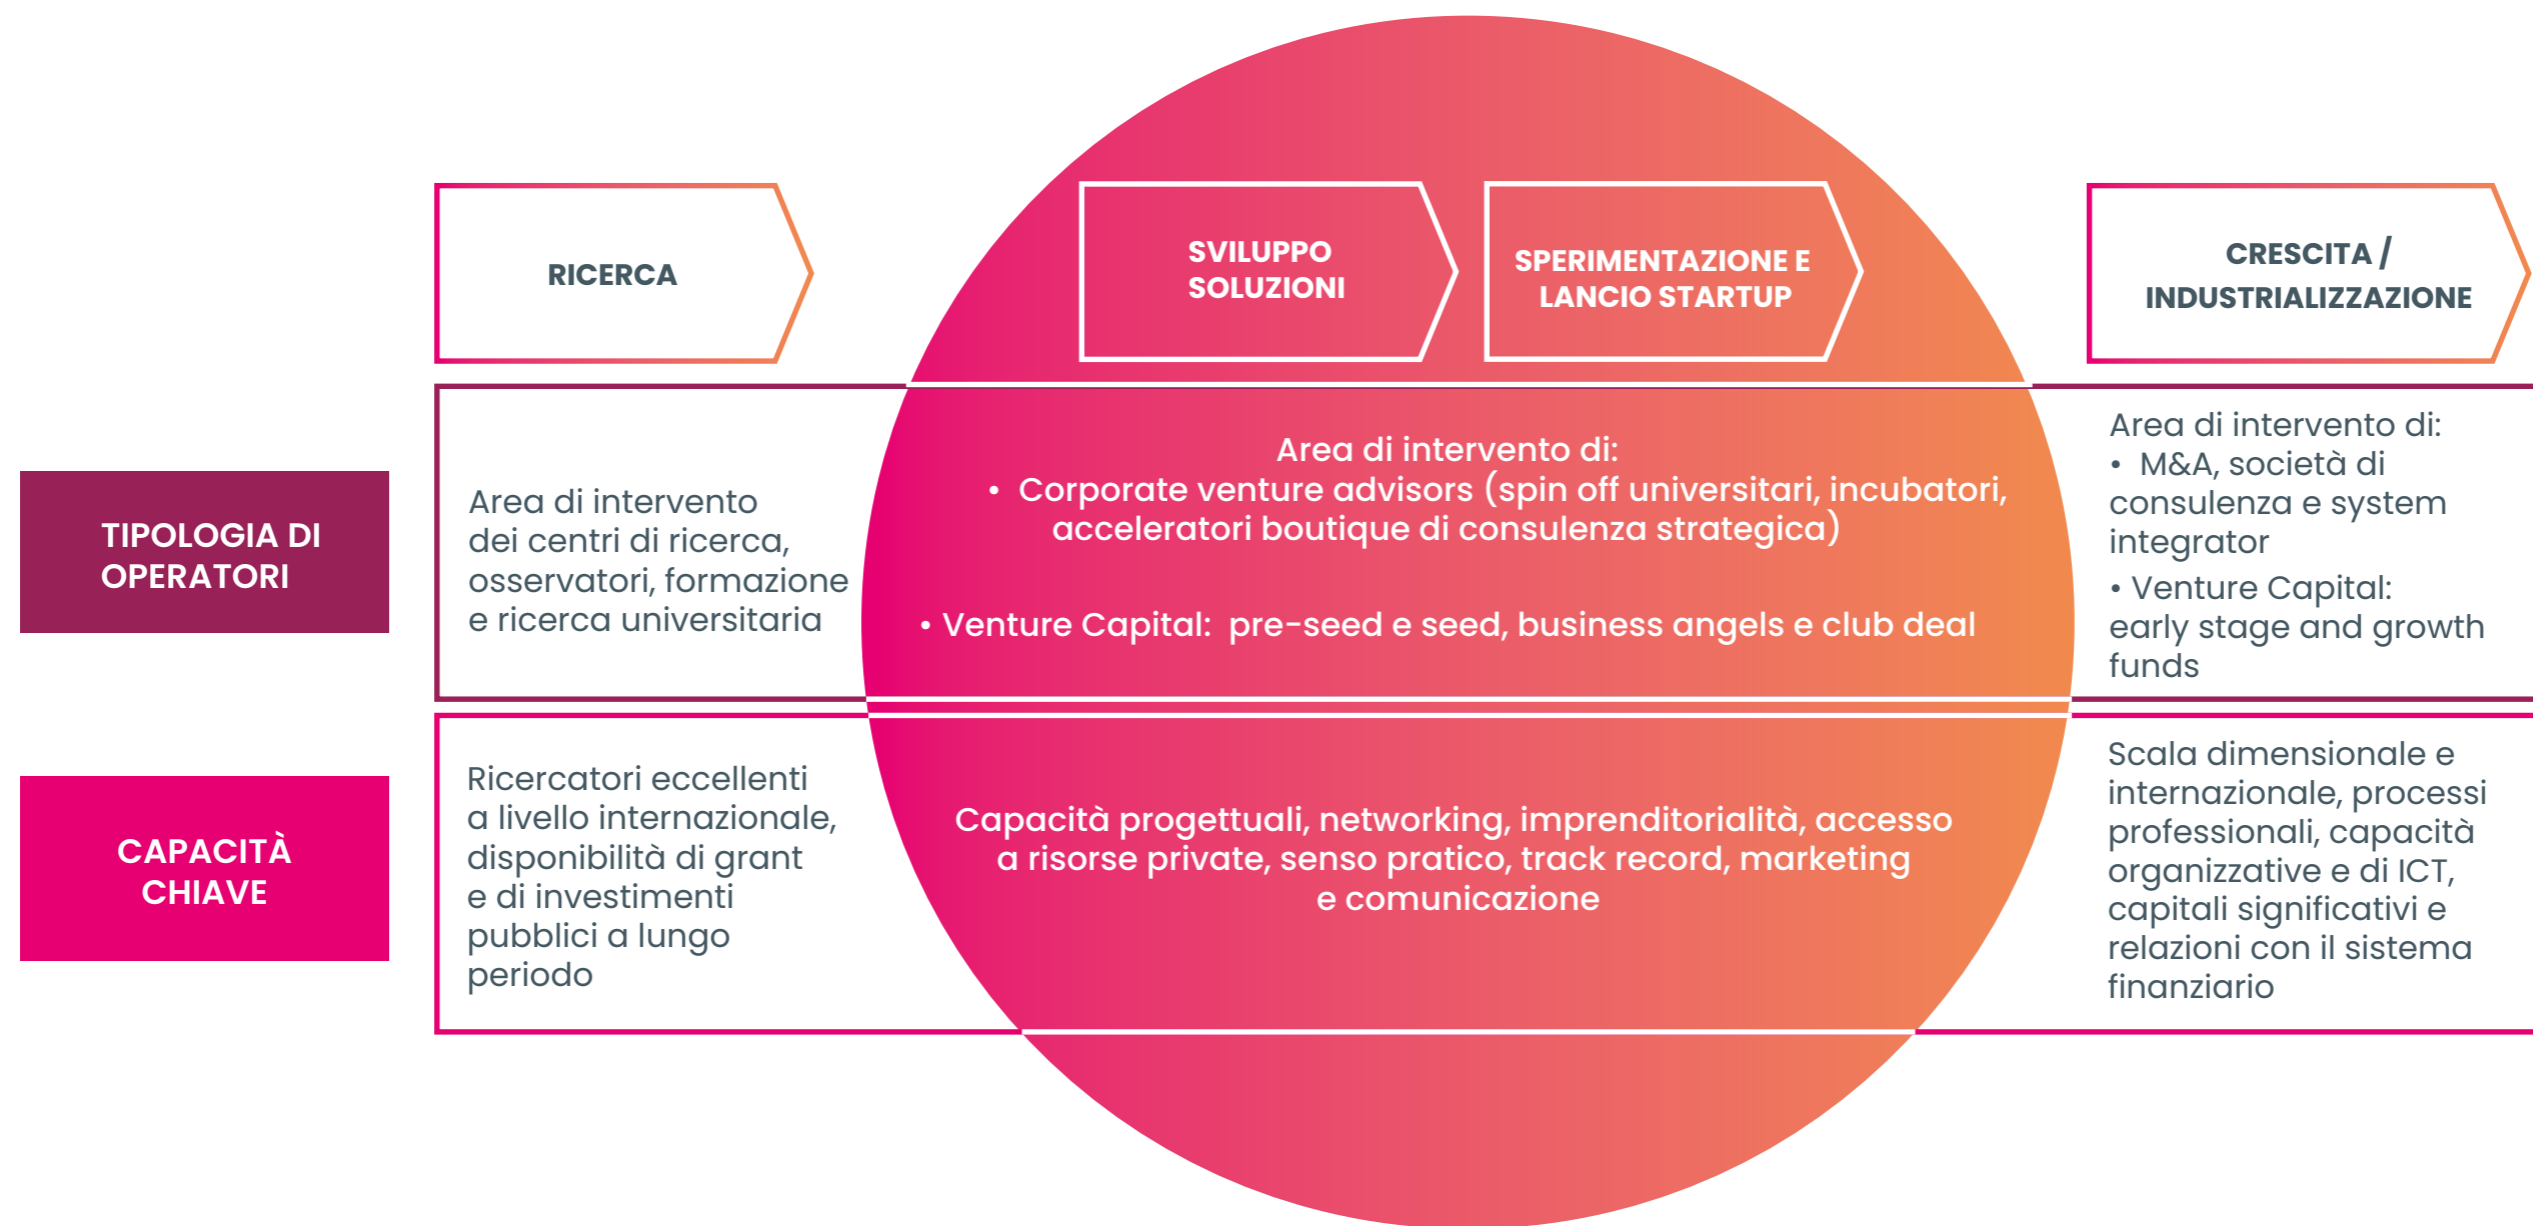 RICERCA
SVILUPPO
SOLUZIONI
SPERIMENTAZIONE E
LANCIO STARTUP
CRESCITA /
INDUSTRIALIZZAZIONE
TIPOLOGIA DI
OPERATORI
Area di intervento
dei centri di ricerca,
osservatori, formazione
e ricerca universitaria
Area di intervento di:
• Corporate venture advisors (spin off universitari, incubatori,
acceleratori boutique di consulenza strategica)
• Venture Capital: pre-seed e seed, business angels e club deal
Area di intervento di:
• M&A, società di
consulenza e system
integrator
• Venture Capital:
early stage and growth
funds
CAPACITÀ
CHIAVE
Ricercatori eccellenti
a livello internazionale,
disponibilità di grant
e di investimenti
pubblici a lungo
periodo
Capacità progettuali, networking, imprenditorialità, accesso
a risorse private, senso pratico, track record, marketing
e comunicazione
Scala dimensionale e
internazionale, processi
professionali, capacità
organizzative e di ICT,
capitali significativi e
relazioni con il sistema
finanziario